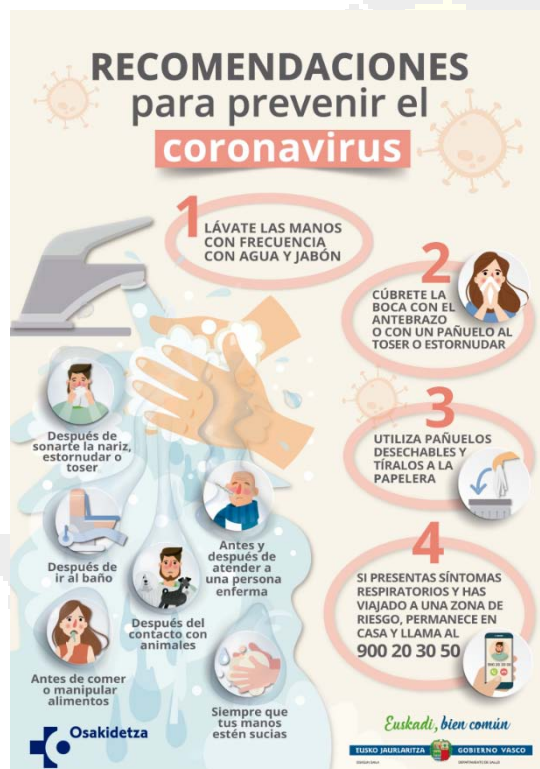 RECOMENDACIONES
para prevenir el
coronavirus
1
LÁVATE LAS MANOS
CON FRECUENCIA
CON AGUA Y JABÓN
2
CÚBRETE LA
BOCA CON EL
ANTEBRAZO
O CON UN PAÑUELO AL
TOSER O ESTORNUDAR
3
UTILIZA PAÑUELOS
DESECHABLES Y
TÍRALOS A LA
PAPELERA
4
SI PRESENTAS SÍNTOMAS
RESPIRATORIOS Y HAS
VIAJADO A UNA ZONA DE
RIESGO, PERMANECE EN
CASA Y LLAMA AL
900 20 30 50
Después de
sonarte la nariz,
estornudar o
toser
Después de
ir al baño
Antes y
después de
atender a
una persona
enferma
Después del
contacto con
animales
Antes de comer
o manipular
alimentos
Siempre que
tus manos
estén sucias
Osakidetza
Euskadi, bien común
EUSKO JAURLARITZA GOBIERNO VASCO